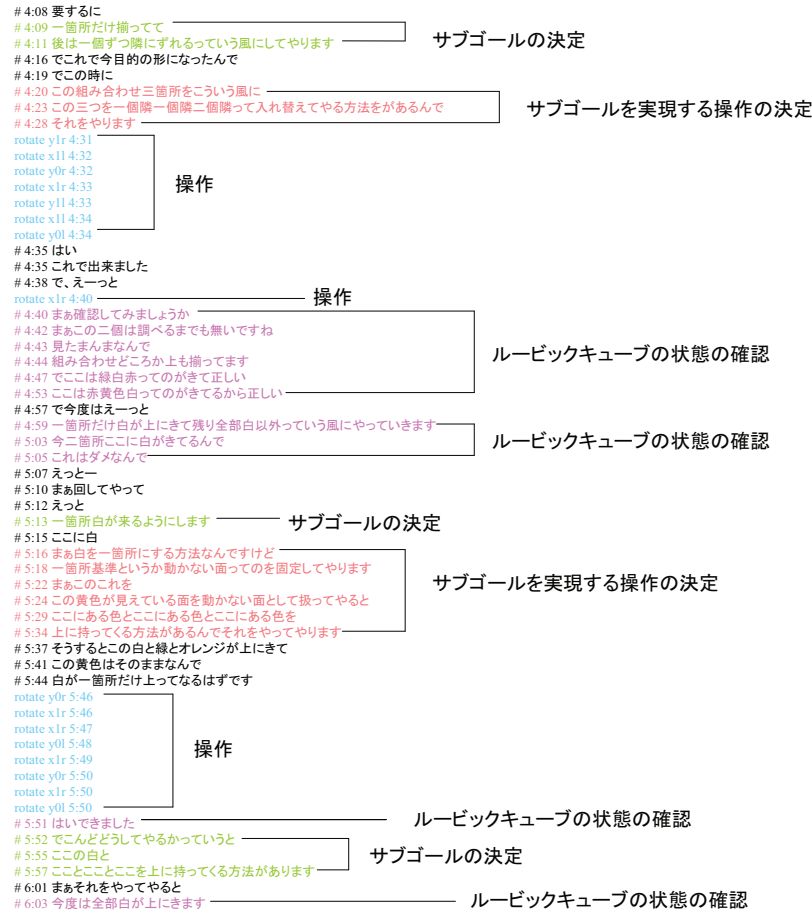 # 4:08 要するに
# 4:09 一箇所だけ揃ってて
# 4:11 後は一個ずつ隣にずれるっていう風にしてやります
サブゴールの決定
# 4:16 でこれで今目的の形になったんで
# 4:19 でこの時に
# 4:20 この組み合わせ三箇所をこういう風に
# 4:23 この三つを一個隣一個隣二個隣って入れ替えてやる方法をがあるんで
# 4:28 それをやります
サブゴールを実現する操作の決定
rotate y1r 4:31
rotate x1l 4:32
rotate y0r 4:32
rotate x1r 4:33
rotate y1l 4:33
rotate x1l 4:34
rotate y0l 4:34
操作
# 4:35 はい
# 4:35 これで出来ました
# 4:38 で、えーっと
rotate x1r 4:40
操作
# 4:40 まぁ確認してみましょうか
# 4:42 まぁこの二個は調べるまでも無いですね
# 4:43 見たまんまなんで
# 4:44 組み合わせどころか上も揃ってます
# 4:47 でここは緑白赤ってのがきて正しい
# 4:53 ここは赤黄色白ってのがきてるから正しい
ルービックキューブの状態の確認
# 4:57 で今度はえーっと
# 4:59 一箇所だけ白が上にきて残り全部白以外っていう風にやっていきます
# 5:03 今二箇所ここに白がきてるんで
# 5:05 これはダメなんで
ルービックキューブの状態の確認
# 5:07 えっとー
# 5:10 まぁ回してやって
# 5:12 えっと
# 5:13 一箇所白が来るようにします
サブゴールの決定
# 5:15 ここに白
# 5:16 まぁ白を一箇所にする方法なんですけど
# 5:18 一箇所基準というか動かない面ってのを固定してやります
# 5:22 まぁこのこれを
# 5:24 この黄色が見えている面を動かない面として扱ってやると
# 5:29 ここにある色とここにある色とここにある色を
# 5:34 上に持ってくる方法があるんでそれをやってやります
サブゴールを実現する操作の決定
# 5:37 そうするとこの白と緑とオレンジが上にきて
# 5:41 この黄色はそのままなんで
# 5:44 白が一箇所だけ上ってなるはずです
rotate y0r 5:46
rotate x1r 5:46
rotate x1r 5:47
rotate y0l 5:48
rotate x1r 5:49
rotate y0r 5:50
rotate x1r 5:50
rotate y0l 5:50
操作
# 5:51 はいできました
ルービックキューブの状態の確認
# 5:52 でこんどどうしてやるかっていうと
# 5:55 ここの白と
# 5:57 こことこことここを上に持ってくる方法があります
サブゴールの決定
# 6:01 まぁそれをやってやると
# 6:03 今度は全部白が上にきます
ルービックキューブの状態の確認